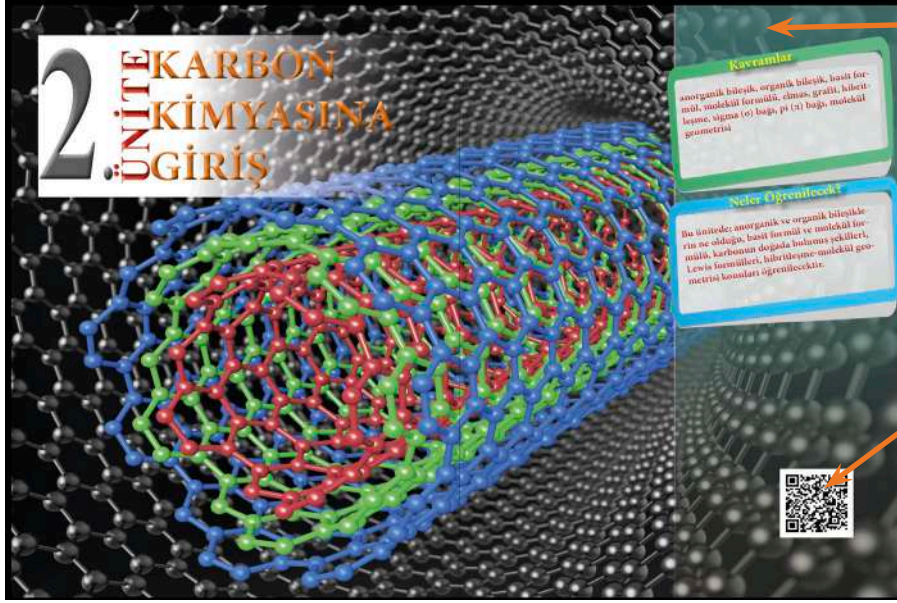 2.ÜNİTE
KARBON
KİMYASINA
GİRİŞ
Kavramlar
anorganik bileşik, organik bileşik, basit for-
mül, molekül formülü, elmas, grafit, hibrit-
leşme, sigma (σ) bağı, pi (π) bağı, molekül
geometrisi
Neler Öğrenilecek?
Bu ünitede; anorganik ve organik bileşikle-
rin ne olduğu, basit formül ve molekül for-
mülü, karbonun doğada bulunuş şekilleri,
Lewis formülleri, hibritleşme-molekül geo-
metrisi konuları öğrenilecektir.